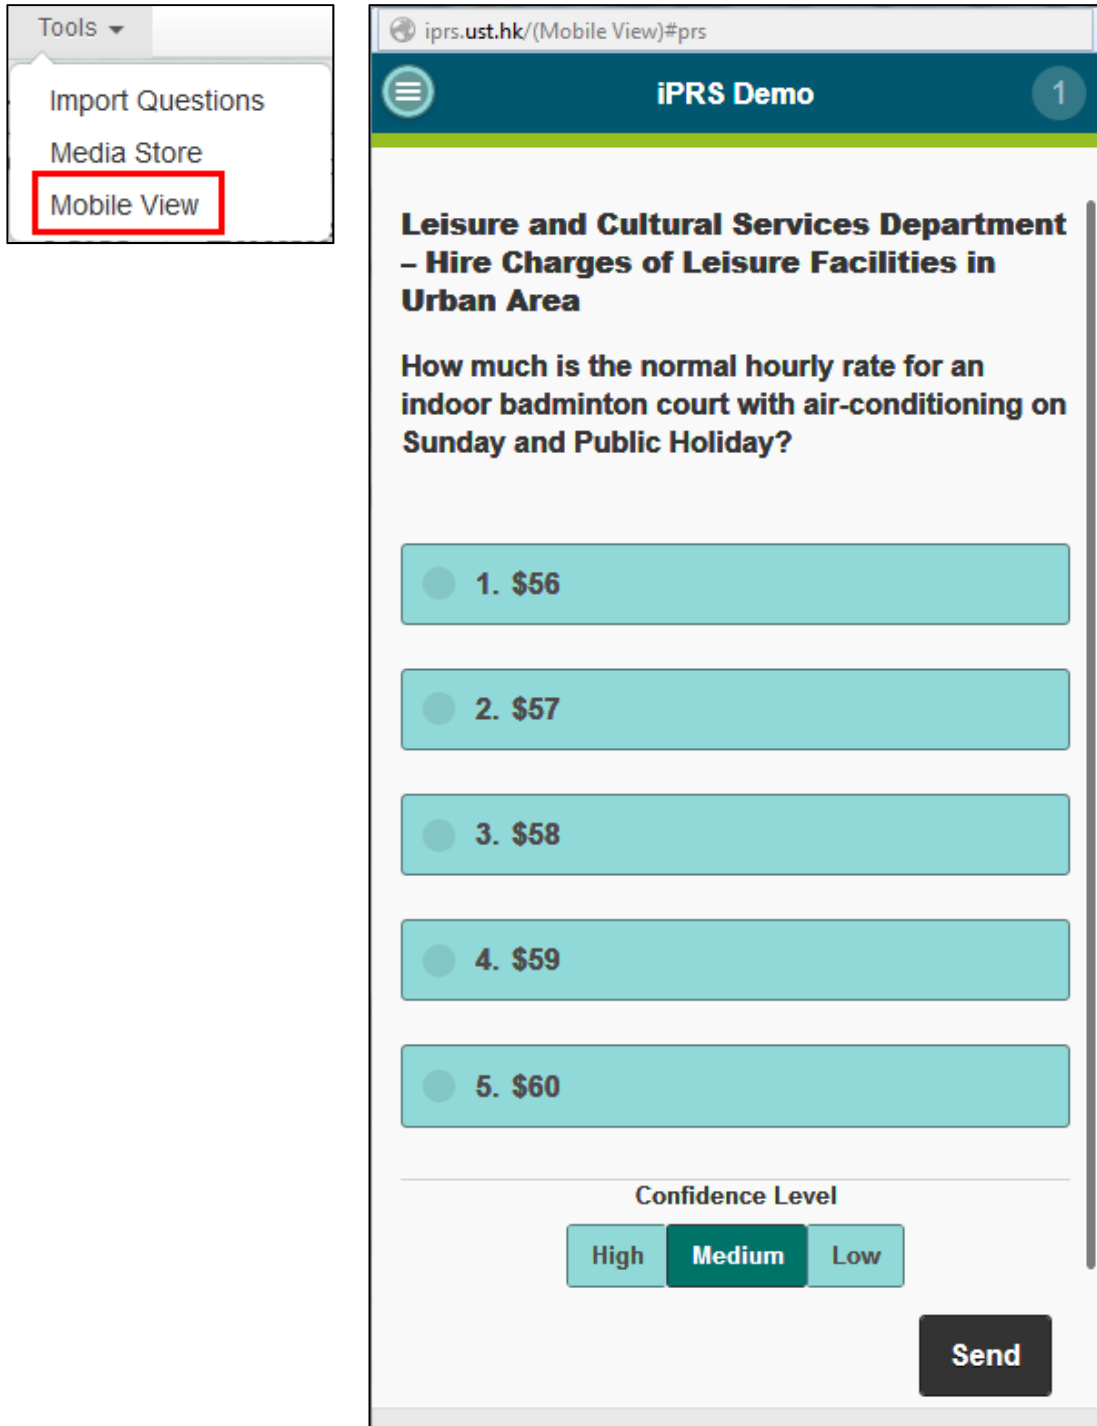 Tools
Import Questions
Media Store
Mobile View
iprs.ust.hk/(Mobile View)#prs
iPRS Demo
1
Leisure and Cultural Services Department
– Hire Charges of Leisure Facilities in
Urban Area
How much is the normal hourly rate for an
indoor badminton court with air-conditioning on
Sunday and Public Holiday?
1. $56
2. $57
3. $58
4. $59
5. $60
Confidence Level
High Medium Low
Send